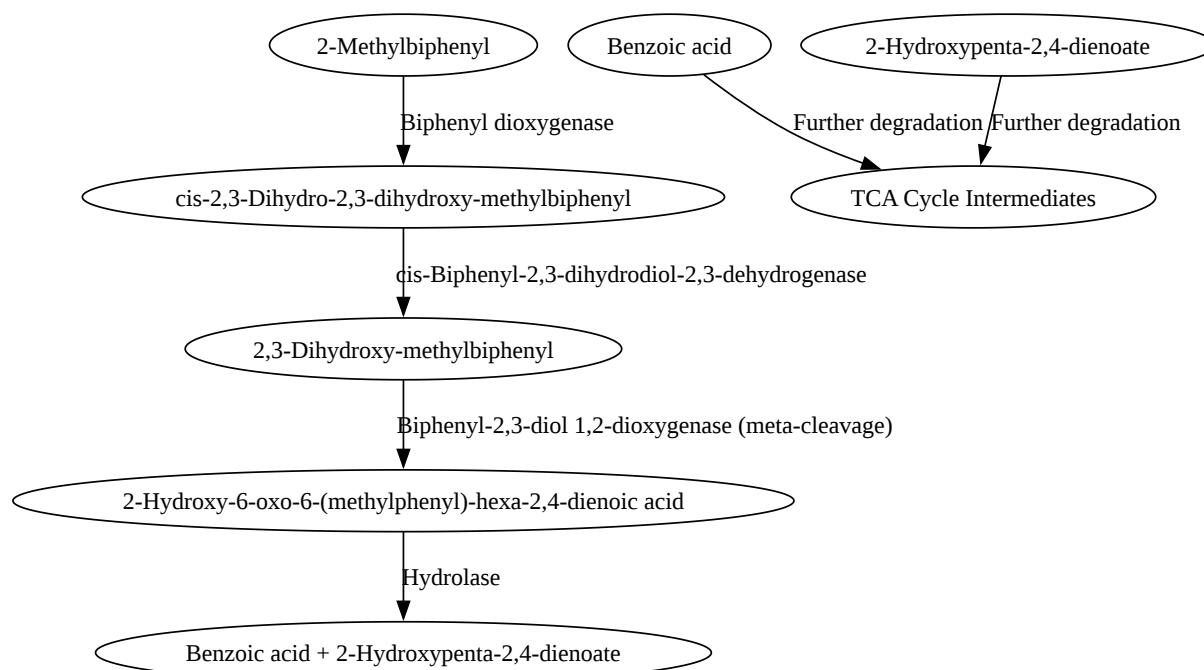 2-Methylbiphenyl
Benzoic acid
2-Hydroxypenta-2,4-dienoate
Biphenyl dioxygenase
Further degradation
Further degradation
cis-2,3-Dihydro-2,3-dihydroxy-methylbiphenyl
TCA Cycle Intermediates
cis-Biphenyl-2,3-dihydrodiol-2,3-dehydrogenase
2,3-Dihydroxy-methylbiphenyl
Biphenyl-2,3-diol 1,2-dioxygenase (meta-cleavage)
2-Hydroxy-6-oxo-6-(methylphenyl)-hexa-2,4-dienoic acid
Hydrolase
Benzoic acid + 2-Hydroxypenta-2,4-dienoate